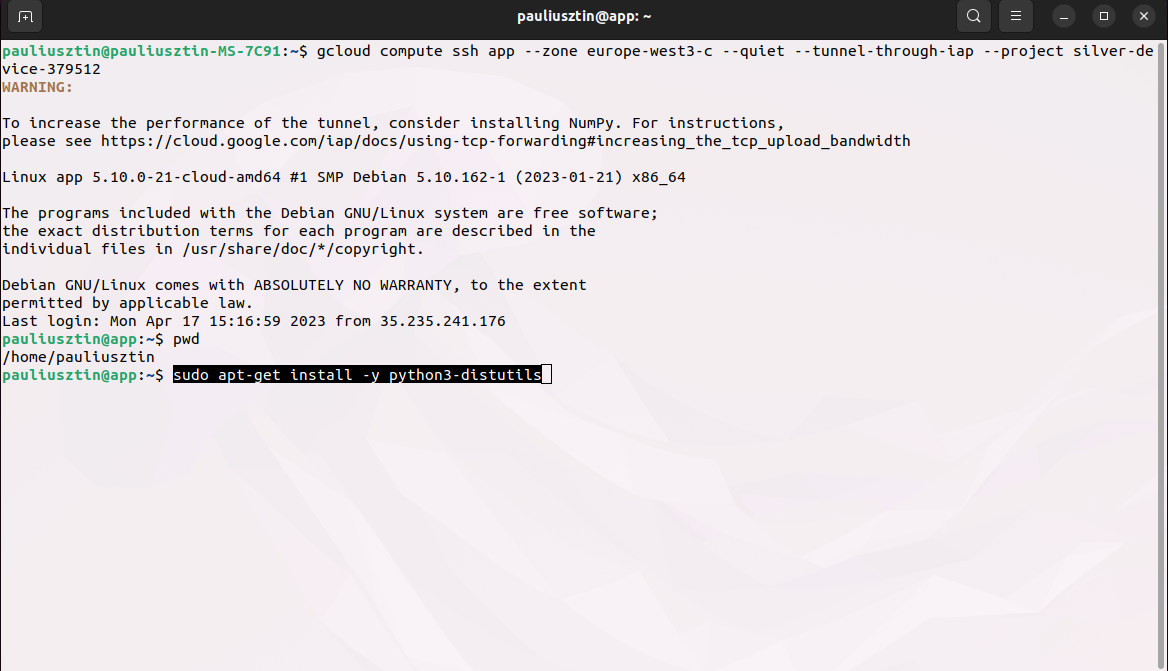 pauliusztin@app: ~
pauliusztin@pauliusztin-MS-7C91:~$ gcloud compute ssh app --zone europe-west3-c --quiet --tunnel-through-iap --project silver-de
vice-379512
WARNING:
To increase the performance of the tunnel, consider installing NumPy. For instructions,
please see https://cloud.google.com/iap/docs/using-tcp-forwarding#increasing_the_tcp_upload_bandwidth
Linux app 5.10.0-21-cloud-amd64 #1 SMP Debian 5.10.162-1 (2023-01-21) x86_64
The programs included with the Debian GNU/Linux system are free software;
the exact distribution terms for each program are described in the
individual files in /usr/share/doc/*/copyright.
Debian GNU/Linux comes with ABSOLUTELY NO WARRANTY, to the extent
permitted by applicable law.
Last login: Mon Apr 17 15:16:59 2023 from 35.235.241.176
pauliusztin@app:~$ pwd
/home/pauliusztin
pauliusztin@app:~$ sudo apt-get install -y python3-distutils